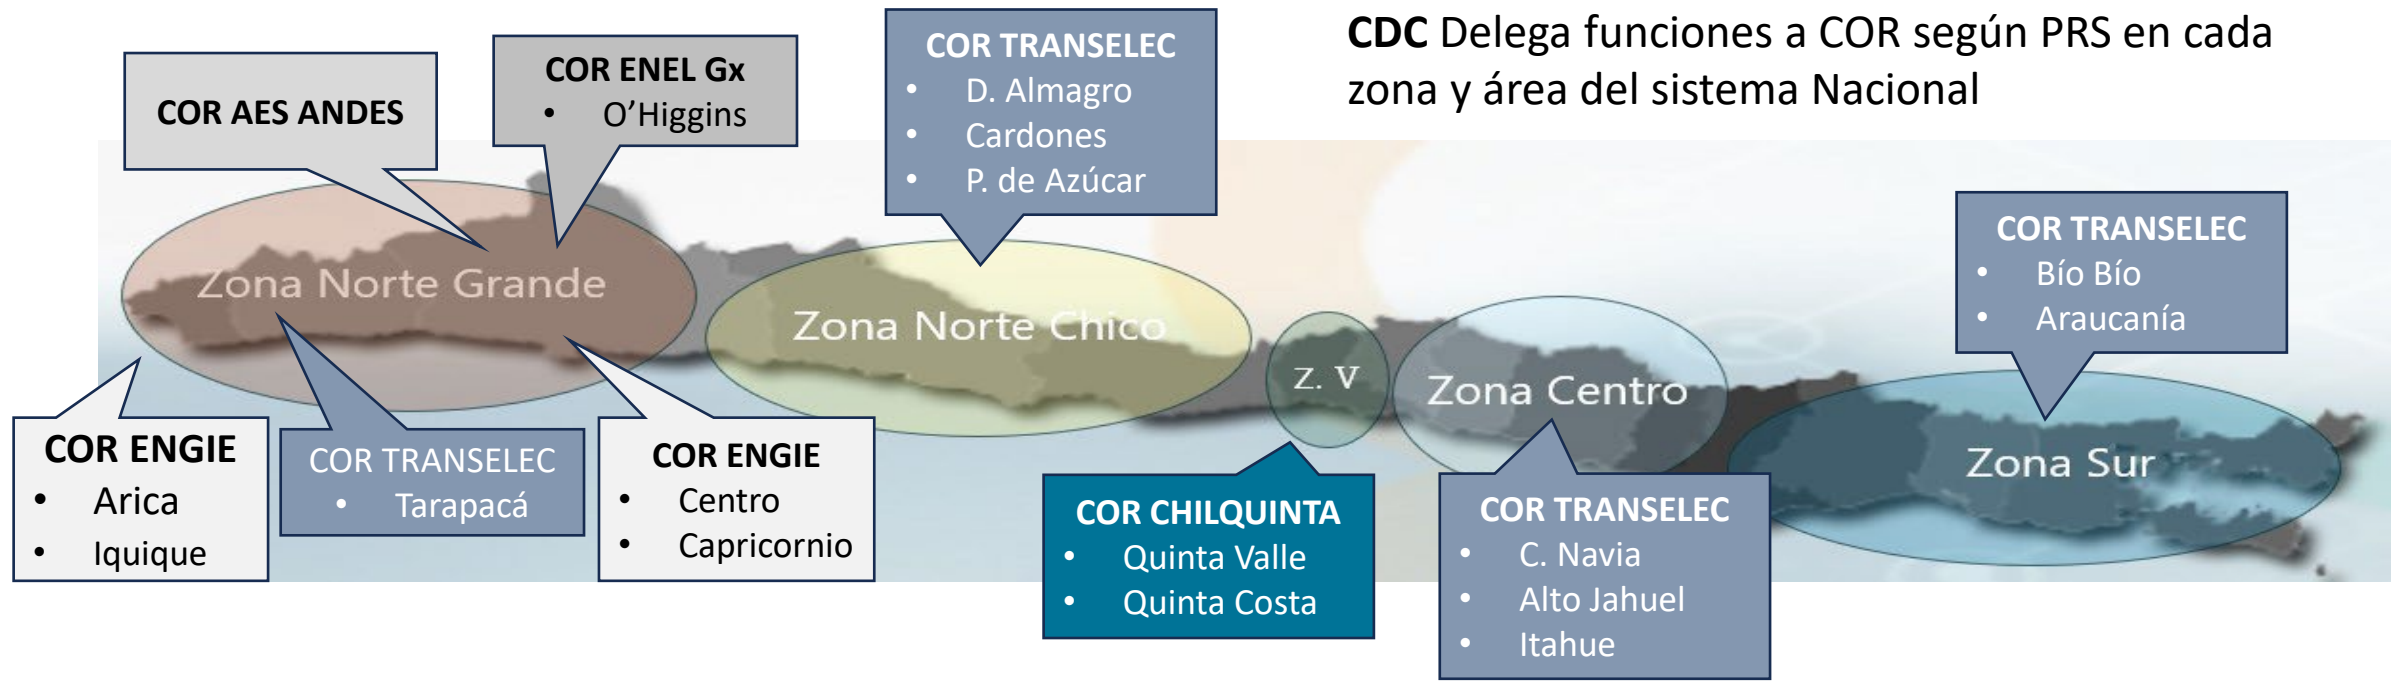 CDC Delega funciones a COR según PRS en cada
zona y área del sistema Nacional
COR AES ANDES
COR ENEL Gx
• O’Higgins
COR TRANSELEC
• D. Almagro
• Cardones
• P. de Azúcar
COR TRANSELEC
• Bío Bío
• Araucanía
Zona Norte Grande
Zona Norte Chico
Z. V
Zona Centro
Zona Sur
COR ENGIE
• Arica
• Iquique
COR TRANSELEC
• Tarapacá
COR ENGIE
• Centro
• Capricornio
COR CHILQUINTA
• Quinta Valle
• Quinta Costa
COR TRANSELEC
• C. Navia
• Alto Jahuel
• Itahue